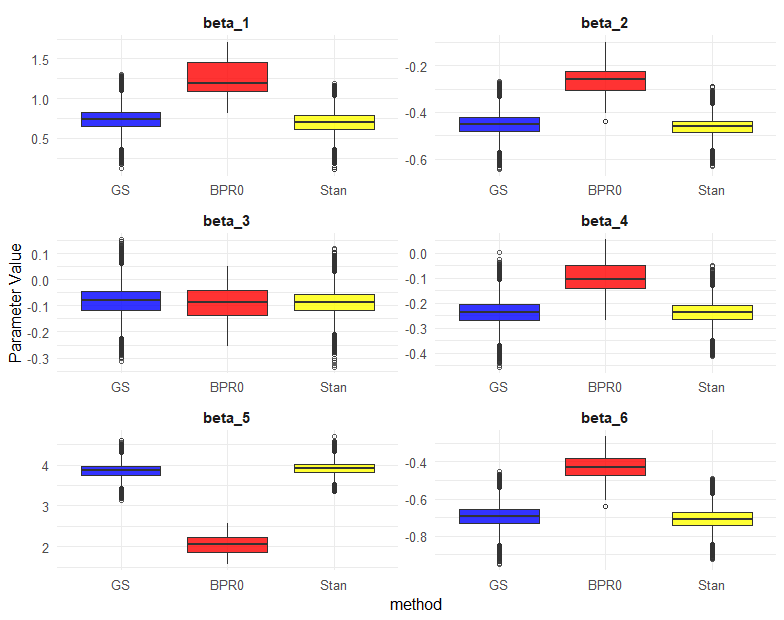 beta_1
beta_2
1.5
1.0
0.5
-0.2
-0.4
-0.6
GS
BPR0
Stan
GS
BPR0
Stan
beta_3
beta_4
0.1
0.0
-0.1
-0.2
-0.3
0.0
-0.1
-0.2
-0.3
-0.4
GS
BPR0
Stan
GS
BPR0
Stan
beta_5
beta_6
4
3
2
-0.4
-0.6
-0.8
GS
BPR0
Stan
GS
BPR0
Stan
Parameter Value
method